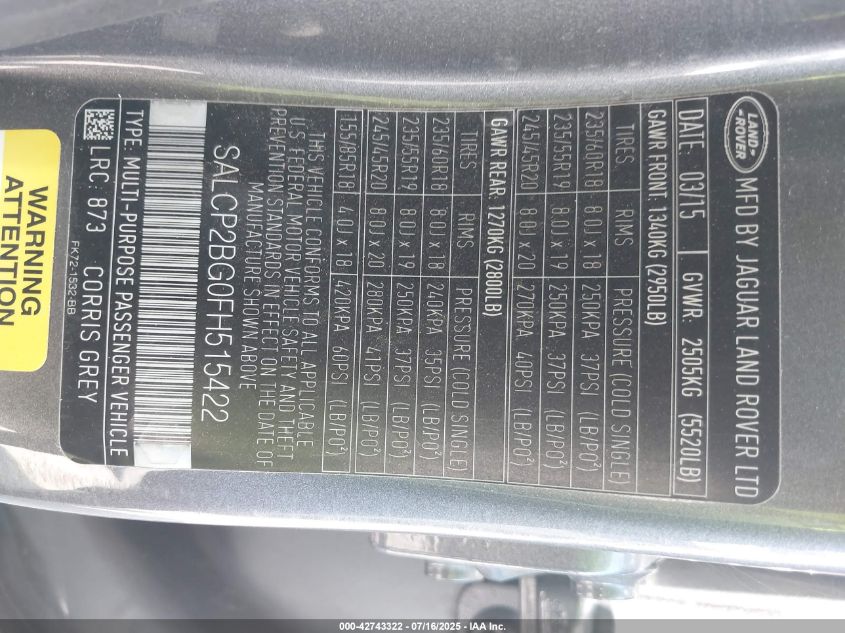 LAND
ROVER
MFD BY JAGUAR LAND ROVER LTD
DATE: 03/15 GVWR: 2505KG (5520LB)
GAWR FRONT: 1340KG (2950LB)
TIRES RIMS PRESSURE (COLD SINGLE)
235/60R18 8.0J x 18 250KPA 37PSI (LB/PO²)
235/55R19 8.0J x 19 250KPA 37PSI (LB/PO²)
245/45R20 8.0J x 20 270KPA 40PSI (LB/PO²)
GAWR REAR: 1270KG (2800LB)
TIRES RIMS PRESSURE (COLD SINGLE)
235/60R18 8.0J x 18 240KPA 35PSI (LB/PO²)
235/55R19 8.0J x 19 250KPA 37PSI (LB/PO²)
245/45R20 8.0J x 20 280KPA 41PSI (LB/PO²)
155/85R18 4.0J x 18 420KPA 60PSI (LB/PO²)
THIS VEHICLE CONFORMS TO ALL APPLICABLE
U.S. FEDERAL MOTOR VEHICLE SAFETY AND THEFT
PREVENTION STANDARDS IN EFFECT ON THE DATE OF
MANUFACTURE SHOWN ABOVE
SALCP2BG0FH515422
TYPE: MULTI-PURPOSE PASSENGER VEHICLE
LRC: 873 CORRIS GREY
FK72-1532-BB
WARNING
ATTENTION
000-42743322 - 07/16/2025 - IAA Inc.